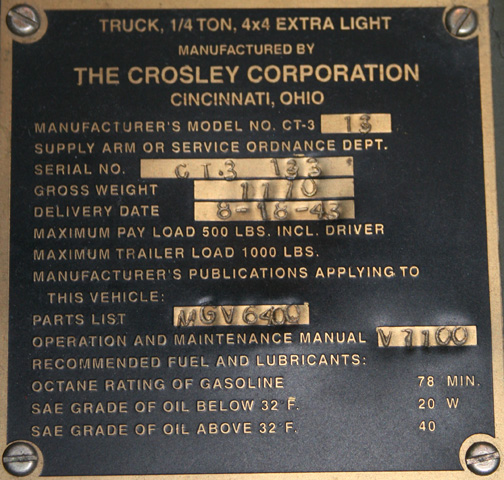 TRUCK, 1/4 TON, 4x4 EXTRA LIGHT
MANUFACTURED BY
THE CROSLEY CORPORATION
CINCINNATI, OHIO
MANUFACTURER'S MODEL NO. CT-3 13
SUPPLY ARM OR SERVICE ORDNANCE DEPT.
SERIAL NO. CT-3 133
GROSS WEIGHT 1110
DELIVERY DATE 8-18-43
MAXIMUM PAY LOAD 500 LBS. INCL. DRIVER
MAXIMUM TRAILER LOAD 1000 LBS.
MANUFACTURER'S PUBLICATIONS APPLYING TO
THIS VEHICLE:
PARTS LIST MGV 6400
OPERATION AND MAINTENANCE MANUAL V7100
RECOMMENDED FUEL AND LUBRICANTS:
OCTANE RATING OF GASOLINE 78 MIN.
SAE GRADE OF OIL BELOW 32 F. 20 W
SAE GRADE OF OIL ABOVE 32 F. 40